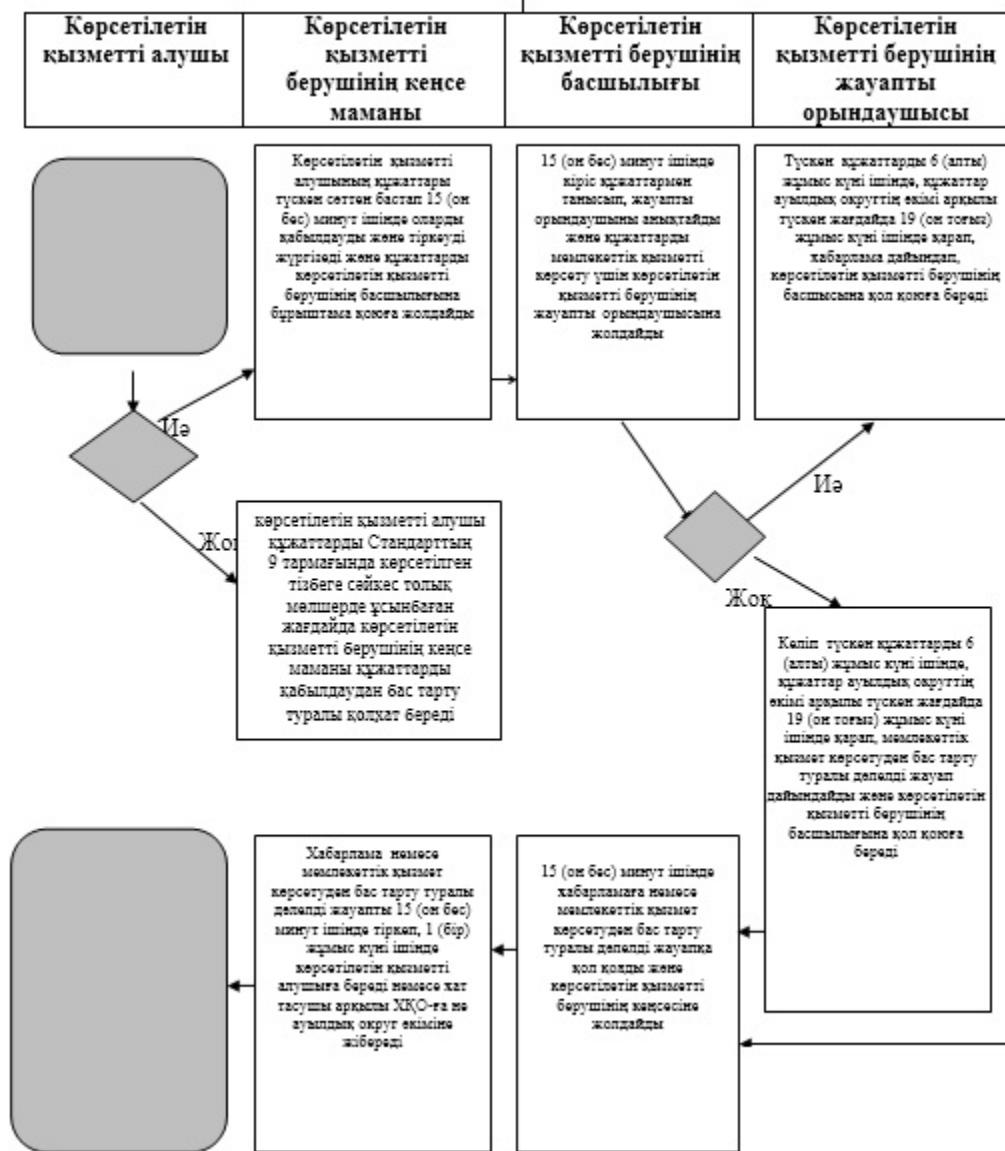 Көрсетілетін
қызметті алушы
Көрсетілетін
қызметті
берушінің кеңсе
маманы
Көрсетілетін
қызметті берушінің
басшылығы
Көрсетілетін
қызметті берушінің
жауапты
орындаушысы
Көрсетілетін қызметті
алушының құжаттары
түскен сәттен бастап 15 (он
бес) минут ішінде оларды
қабылдауды және тіркеуді
жүргізеді және құжаттарды
көрсетілетін қызметті
берушінің басшылығына
бұрыштама қоюға жолдайды
15 (он бес) минут ішінде
кіріс құжаттармен
танысып, жауапты
орындаушыны анықтайды
және құжаттарды
мемлекеттік қызметті
көрсету үшін көрсетілетін
қызметті берушінің
жауапты орындаушысына
жолдайды
Түскен құжаттарды 6 (алты)
жұмыс күні ішінде, құжаттар
ауылдық округтің әкімі арқылы
түскен жағдайда 19 (он тоғыз)
жұмыс күні ішінде қарап,
хабарлама дайындап,
көрсетілетін қызметті берушінің
басшысына қол қоюға береді
Иә
Жоқ
көрсетілетін қызметті алушы
құжаттарды Стандарттың
9 тармағында көрсетілген
тізбеге сәйкес толық
мөлшерде ұсынбаған
жағдайда көрсетілетін
қызметті берушінің кеңсе
маманы құжаттарды
қабылдаудан бас тарту
туралы қолхат береді
Иә
Жоқ
Келіп түскен құжаттарды 6
(алты) жұмыс күні ішінде,
құжаттар ауылдық округтің
әкімі арқылы түскен жағдайда
19 (он тоғыз) жұмыс күні
ішінде қарап, мемлекеттік
қызмет көрсетуден бас тарту
туралы дәлелді жауап
дайындайды және көрсетілетін
қызметті берушінің
басшылығына қол қоюға
береді
Хабарлама немесе
мемлекеттік қызмет
көрсетуден бас тарту туралы
дәлелді жауапты 15 (он бес)
минут ішінде тіркеп, 1 (бір)
жұмыс күні ішінде
көрсетілетін қызметті
алушыға береді немесе хат
тасушы арқылы ХҚО-ға не
ауылдық округ әкіміне
жібереді
15 (он бес) минут ішінде
хабарламаға немесе
мемлекеттік қызмет
көрсетуден бас тарту
туралы дәлелді жауапқа
қол қояды және
көрсетілетін қызметті
берушінің кеңсесіне
жолдайды